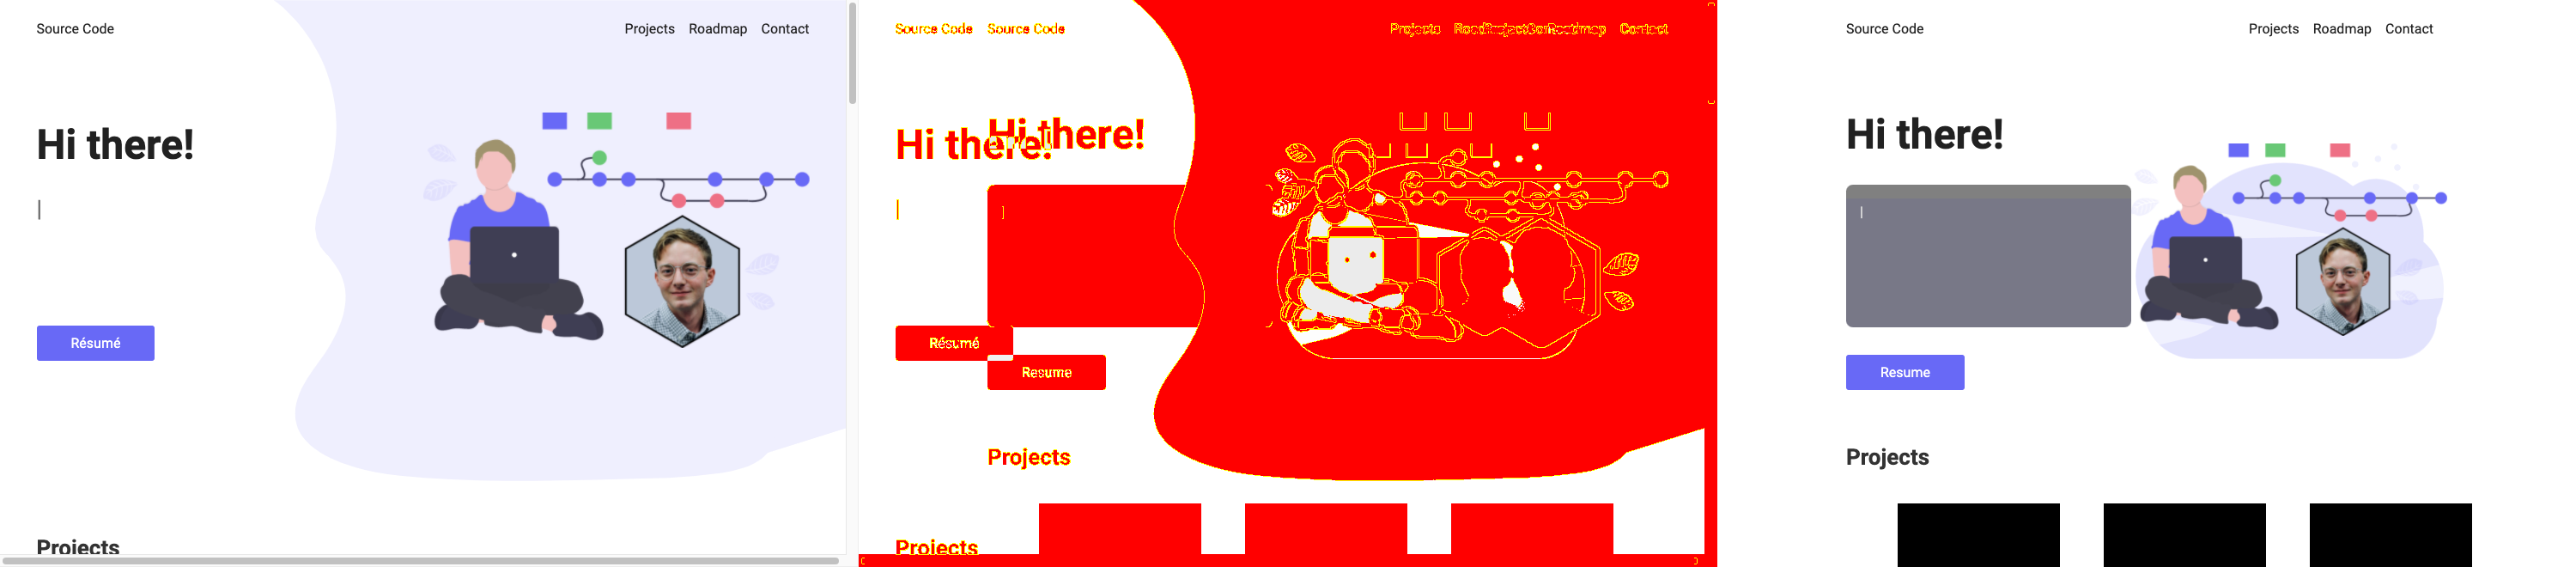 Source Code Projects Roadmap Contact
Hi there!
|
Résumé
Projects
Source Code Source Code Projects Roadmap Contact
Hi there!
Hi there!
Résumé
Resume
Projects
Projects
Source Code Projects Roadmap Contact
Hi there!
|
Resume
Projects